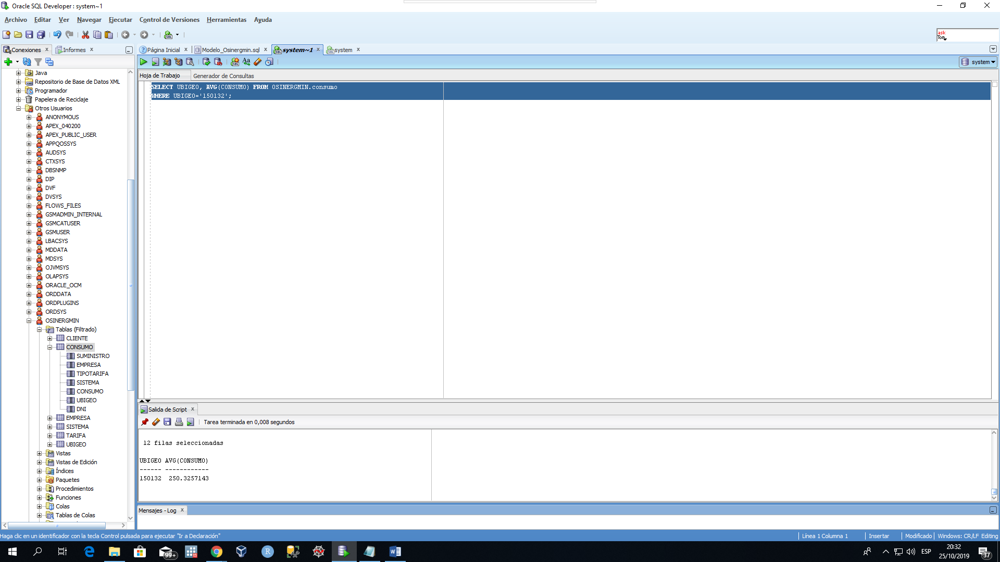 Oracle SQL Developer : system~1
Archivo Editar Ver Navegar Ejecutar Control de Versiones Herramientas Ayuda
ask
Tom
Conexiones x Informes x
Página Inicial x Modelo_Osinergmin.sql x system~1 x system x
system
Hoja de Trabajo Generador de Consultas
Java
Repositorio de Base de Datos XML
Programador
Papelera de Reciclaje
Otros Usuarios
ANONYMOUS
APEX_040200
APEX_PUBLIC_USER
APPQOSSYS
AUDSYS
CTXSYS
DBSNMP
DIP
DVF
DVSYS
FLOWS_FILES
GSMADMIN_INTERNAL
GSMCATUSER
GSMUSER
LBACSYS
MDDATA
MDSYS
OJVMSYS
OLAPSYS
ORACLE_OCM
ORDDATA
ORDPLUGINS
ORDSYS
OSINERGMIN
Tablas (Filtrado)
CLIENTE
CONSUMO
SUMINISTRO
EMPRESA
TIPOTARIFA
SISTEMA
CONSUMO
UBIGEO
DNI
EMPRESA
SISTEMA
TARIFA
UBIGEO
Vistas
Vistas de Edición
Índices
Paquetes
Procedimientos
Funciones
Colas
Tablas de Colas
SELECT UBIGEO, AVG(CONSUMO) FROM OSINERGMIN.consumo
WHERE UBIGEO='150132';
Salida de Script x
Tarea terminada en 0,008 segundos
12 filas seleccionadas
UBIGEO AVG(CONSUMO)
------ ------------
150132  250.3257143
Mensajes - Log x
Haga clic en un identificador con la tecla Control pulsada para ejecutar "Ir a Declaración"
Línea 1 Columna 1 Insertar Modificado Windows: CR/LF Editing
99+
13
R
W
ESP
20:32
25/10/2019
37